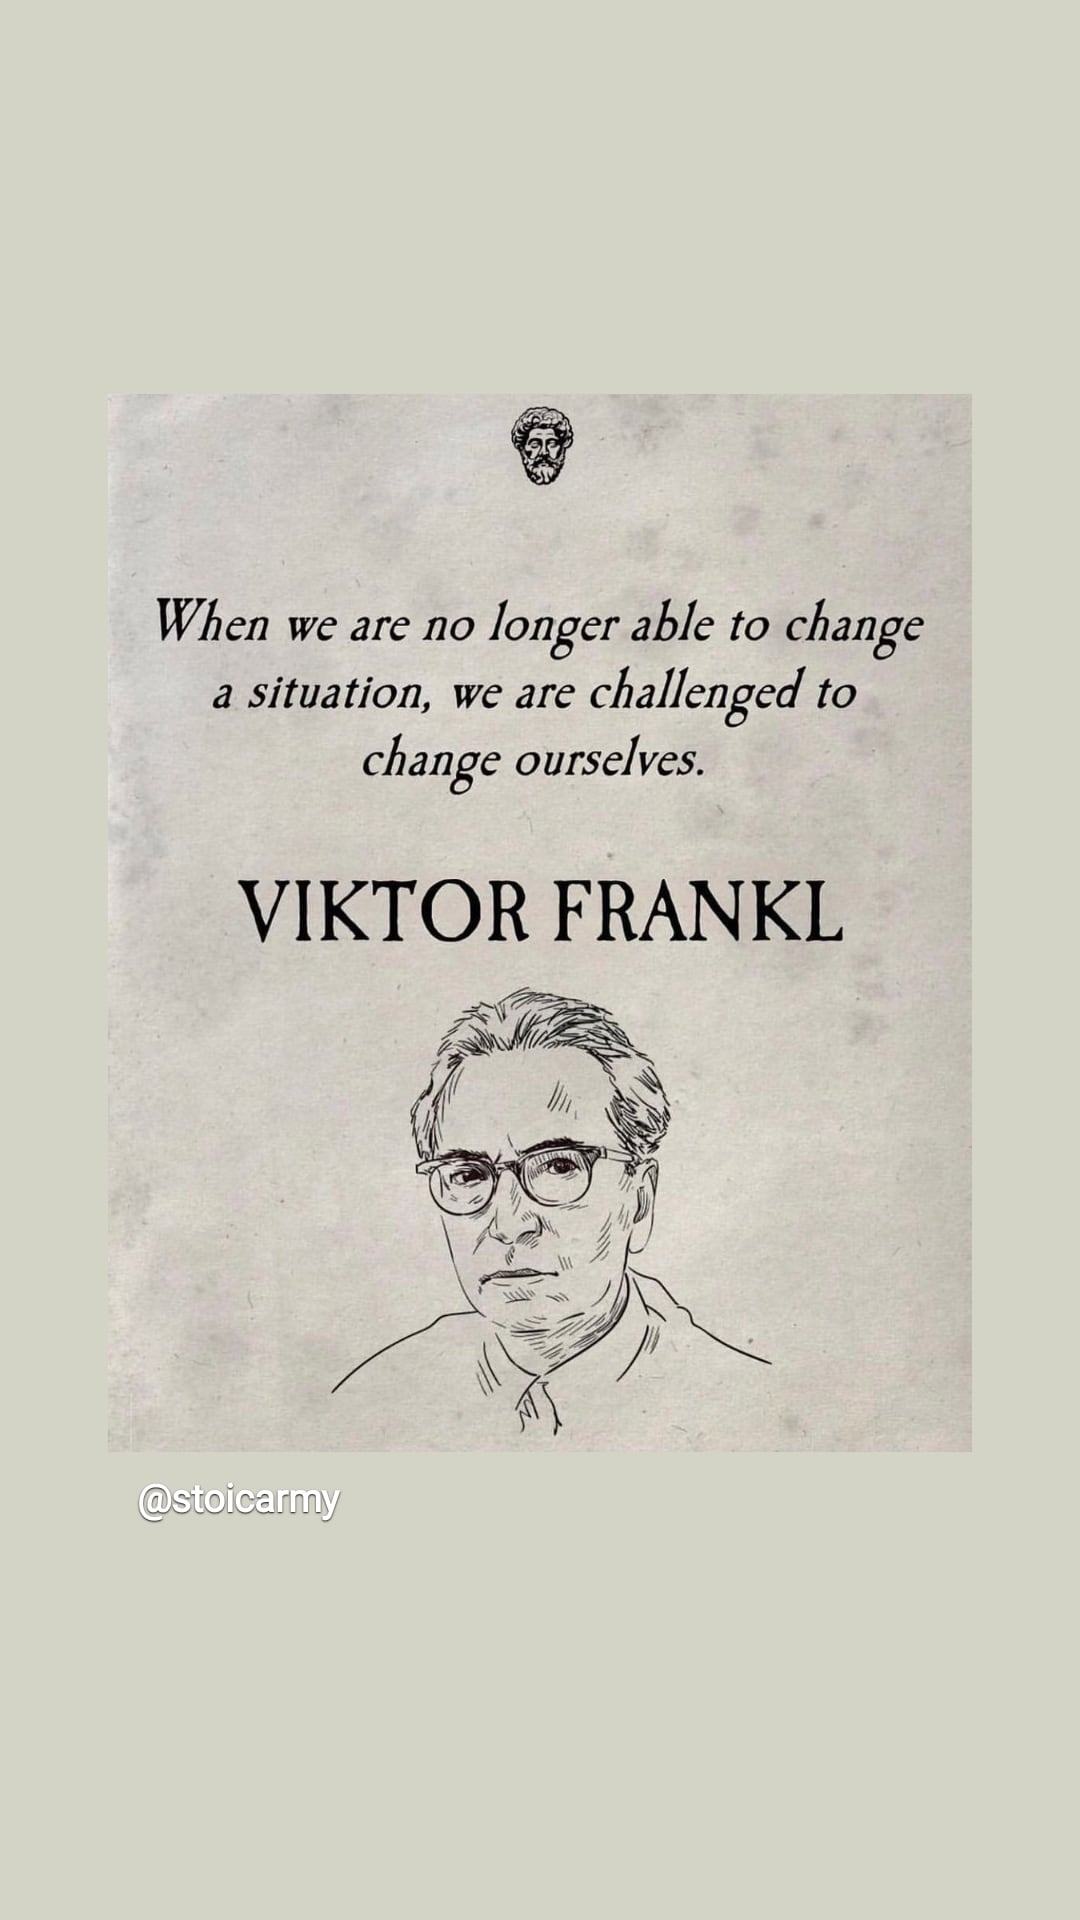 When we are no longer able to change
a situation, we are challenged to
change ourselves.
VIKTOR FRANKL
@stoicarmy